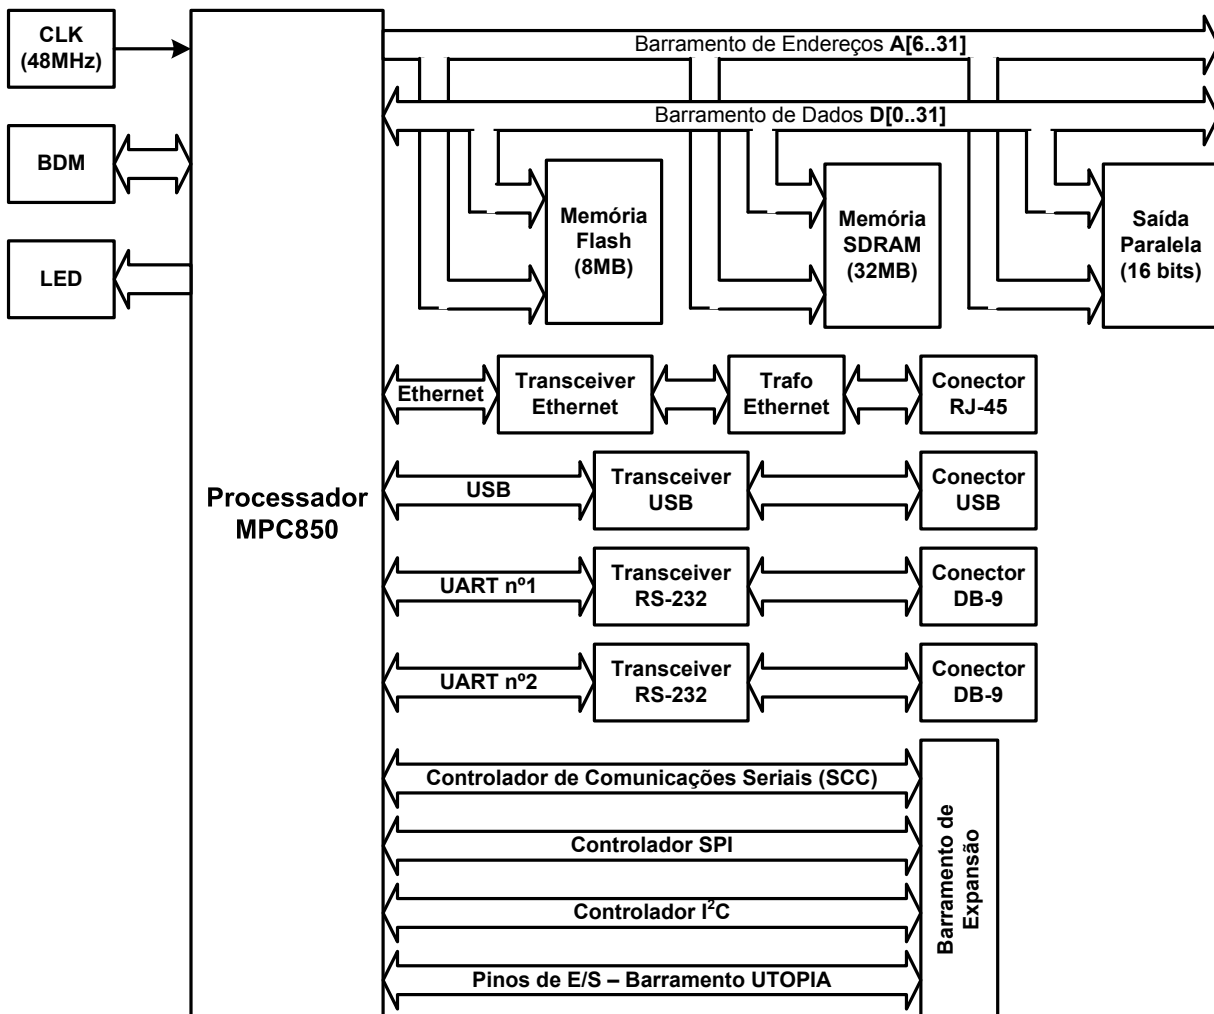 CLK
(48MHz)
Barramento de Endereços A[6..31]
Barramento de Dados D[0..31]
BDM
LED
Memória
Flash
(8MB)
Memória
SDRAM
(32MB)
Saída
Paralela
(16 bits)
Processador
MPC850
Ethernet
Transceiver
Ethernet
Trafo
Ethernet
Conector
RJ-45
USB
Transceiver
USB
Conector
USB
UART nº1
Transceiver
RS-232
Conector
DB-9
UART nº2
Transceiver
RS-232
Conector
DB-9
Controlador de Comunicações Seriais (SCC)
Controlador SPI
Controlador I²C
Pinos de E/S – Barramento UTOPIA
Barramento de
Expansão